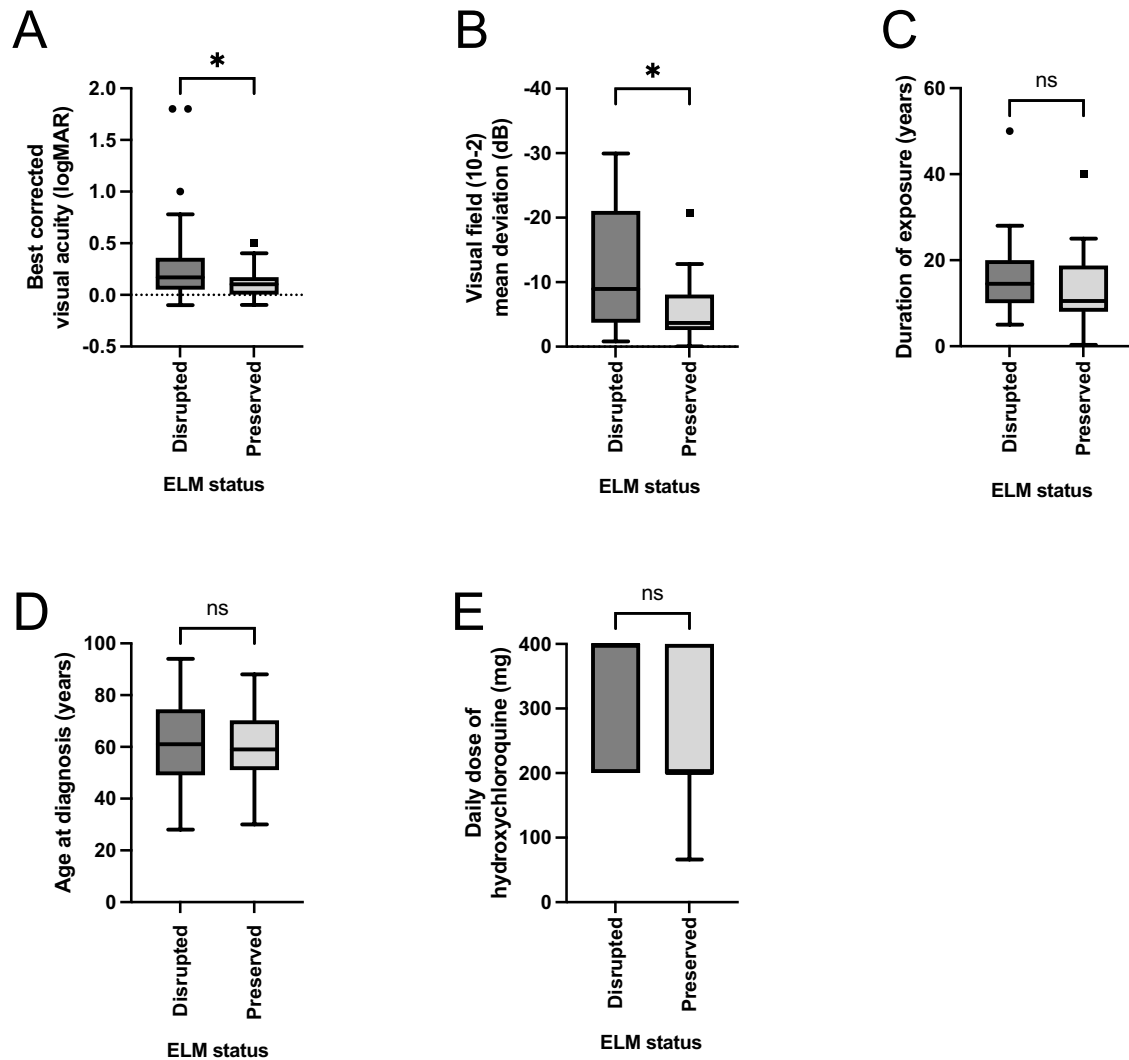 A
*
Best corrected
visual acuity (logMAR)
2.0
1.5
1.0
0.5
0.0
-0.5
Disrupted
Preserved
ELM status
B
*
Visual field (10-2)
mean deviation (dB)
-40
-30
-20
-10
0
Disrupted
Preserved
ELM status
C
ns
Duration of exposure (years)
60
40
20
0
Disrupted
Preserved
ELM status
D
ns
Age at diagnosis (years)
100
80
60
40
20
0
Disrupted
Preserved
ELM status
E
ns
Daily dose of
hydroxychloroquine (mg)
400
300
200
100
0
Disrupted
Preserved
ELM status